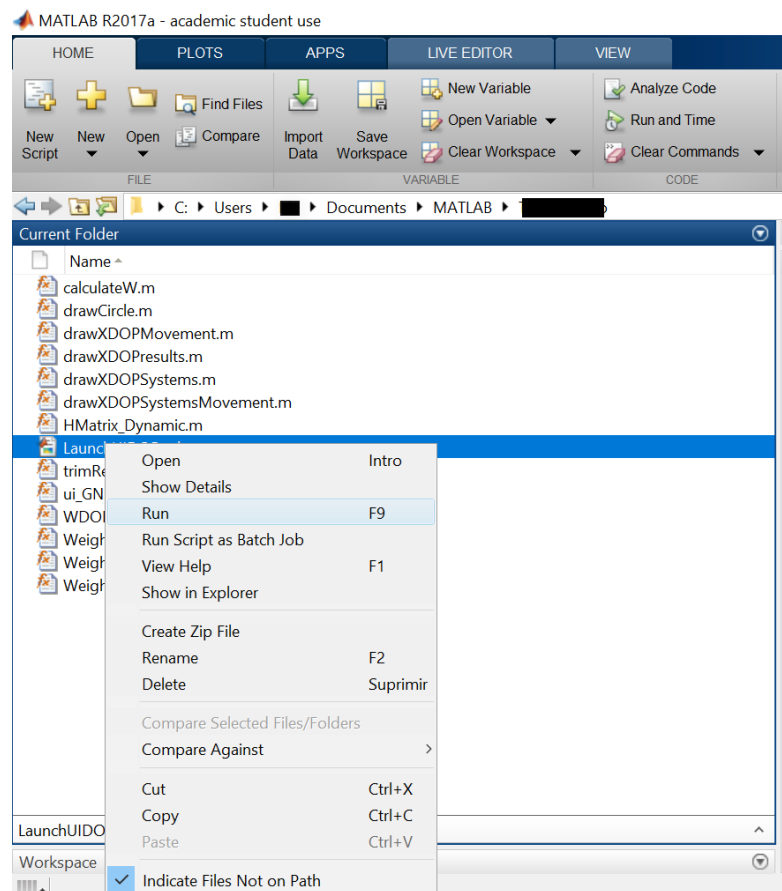 MATLAB R2017a - academic student use
HOME PLOTS APPS LIVE EDITOR VIEW
New Script
New
Open
Find Files
Compare
Import Data
Save Workspace
New Variable
Open Variable
Clear Workspace
Analyze Code
Run and Time
Clear Commands
FILE VARIABLE CODE
C: Users Documents MATLAB
Current Folder
Name
calculateW.m
drawCircle.m
drawXDOPMovement.m
drawXDOPresults.m
drawXDOPSystems.m
drawXDOPSystemsMovement.m
HMatrix_Dynamic.m
Launc
trimRe
ui_GN
WDO
Weigh
Weigh
Weigh
Open Intro
Show Details
Run F9
Run Script as Batch Job
View Help F1
Show in Explorer
Create Zip File
Rename F2
Delete Suprimir
Compare Selected Files/Folders
Compare Against
Cut Ctrl+X
Copy Ctrl+C
Paste Ctrl+V
Indicate Files Not on Path
LaunchUIDO
Workspace